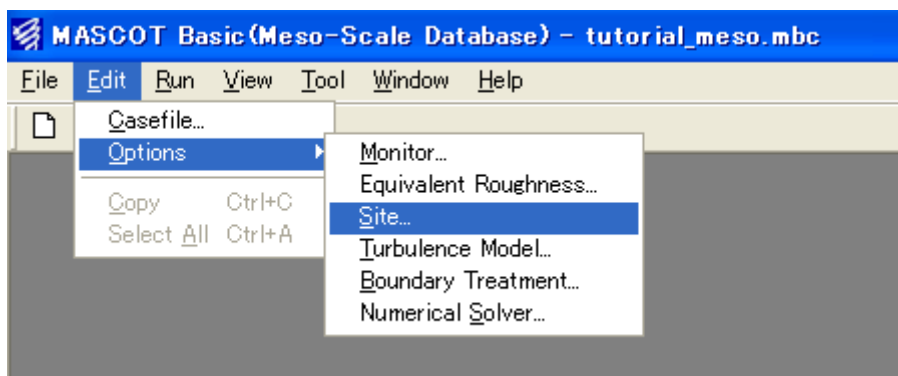 MASCOT Basic(Meso-Scale Database) - tutorial_meso.mbc
File Edit Run View Tool Window Help
Casefile...
Options
Copy Ctrl+C
Select All Ctrl+A
Monitor...
Equivalent Roughness...
Site...
Turbulence Model...
Boundary Treatment...
Numerical Solver...